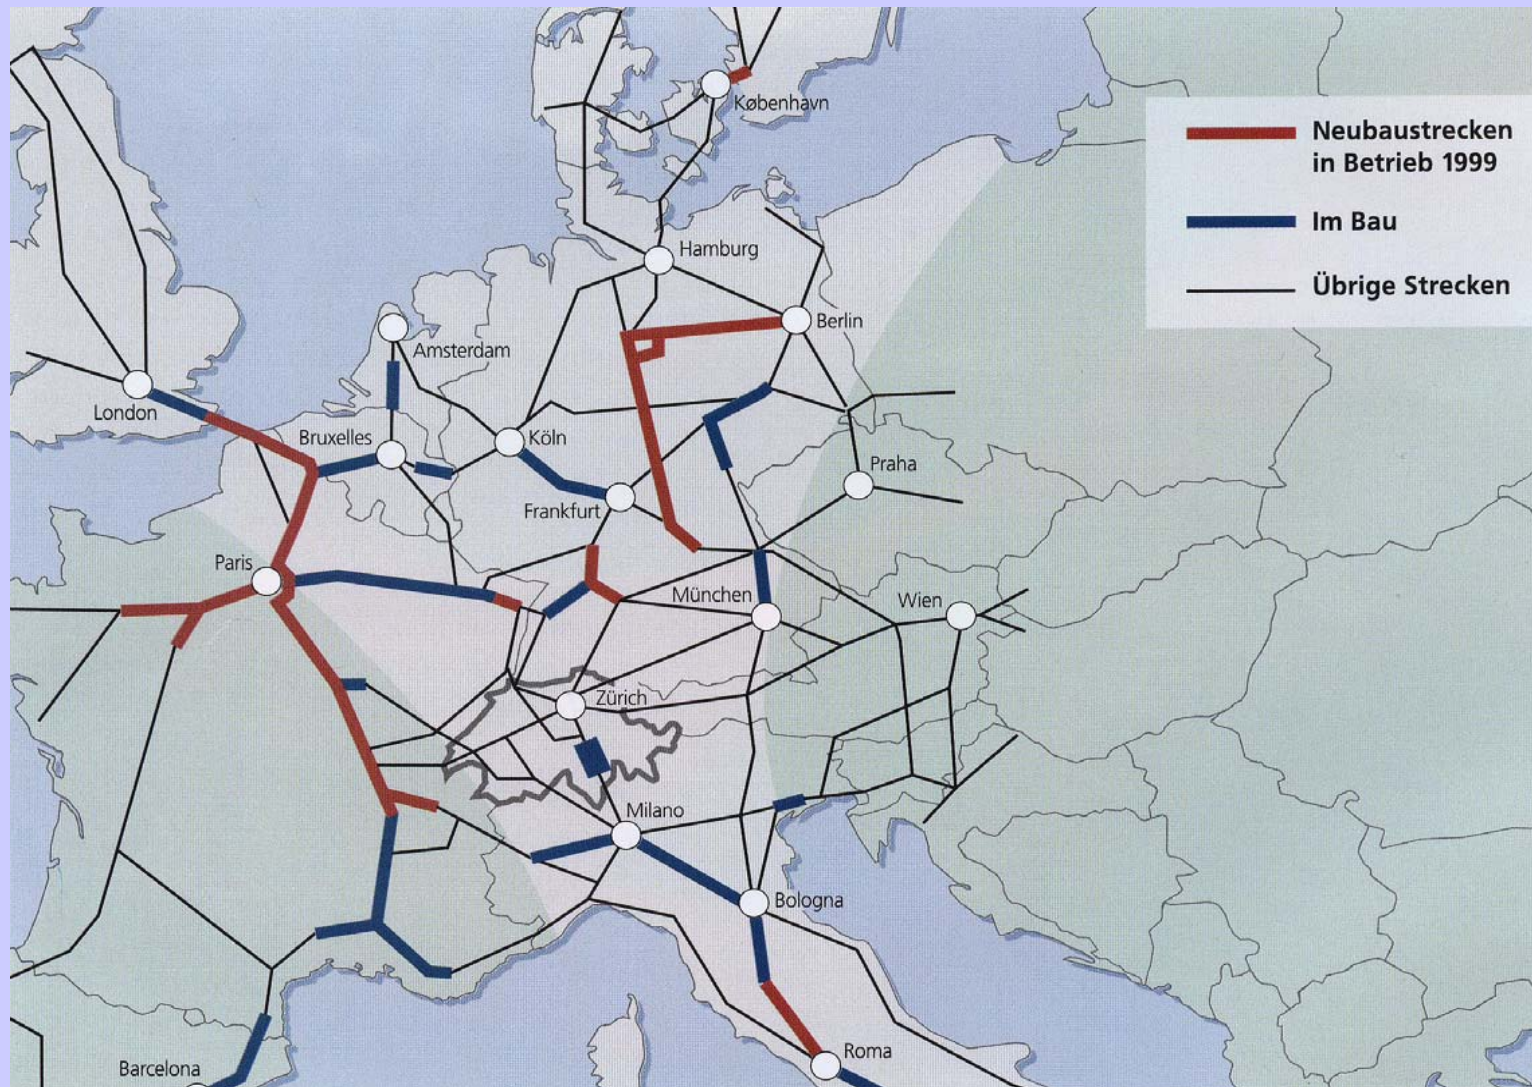 København
Neubaustrecken
in Betrieb 1999
Im Bau
Hamburg
Übrige Strecken
Berlin
Amsterdam
London
Bruxelles
Köln
Praha
Frankfurt
Paris
München
Wien
Zürich
Milano
Bologna
Roma
Barcelona